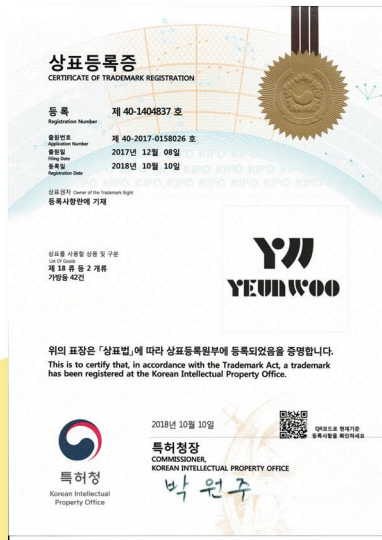 상표등록증
CERTIFICATE OF TRADEMARK REGISTRATION
등 록 제 40-1404837 호
Registration Number
출원번호 제 40-2017-0158026 호
Application Number
출원일 2017년 12월 08일
Filing Date
등록일 2018년 10월 10일
Registration Date
상표권자 Owner of the Trademark Right
등록사항란에 기재
상표를 사용할 상품 및 구분
List Of Goods
제 18 류 등 2 개류
가방등 42건
YW
YEUNWOO
위의 표장은 「상표법」에 따라 상표등록원부에 등록되었음을 증명합니다.
This is to certify that, in accordance with the Trademark Act, a trademark
has been registered at the Korean Intellectual Property Office.
2018년 10월 10일
QR코드로 현재기준
등록사항을 확인하세요
특허청
Korean Intellectual
Property Office
특허청장
COMMISSIONER,
KOREAN INTELLECTUAL PROPERTY OFFICE
박원주